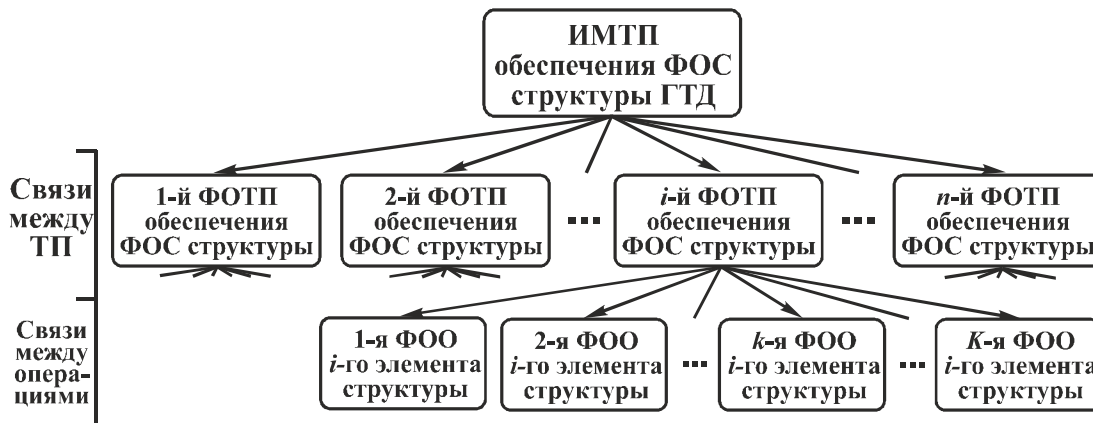 ИМТП
обеспечения ФОС
структуры ГТД
Связи
между
ТП
1-й ФОТП
обеспечения
ФОС структуры
2-й ФОТП
обеспечения
ФОС структуры
...
i-й ФОТП
обеспечения
ФОС структуры
...
n-й ФОТП
обеспечения
ФОС структуры
Связи
между
опера-
циями
1-я ФОО
i-го элемента
структуры
2-я ФОО
i-го элемента
структуры
...
k-я ФОО
i-го элемента
структуры
...
K-я ФОО
i-го элемента
структуры